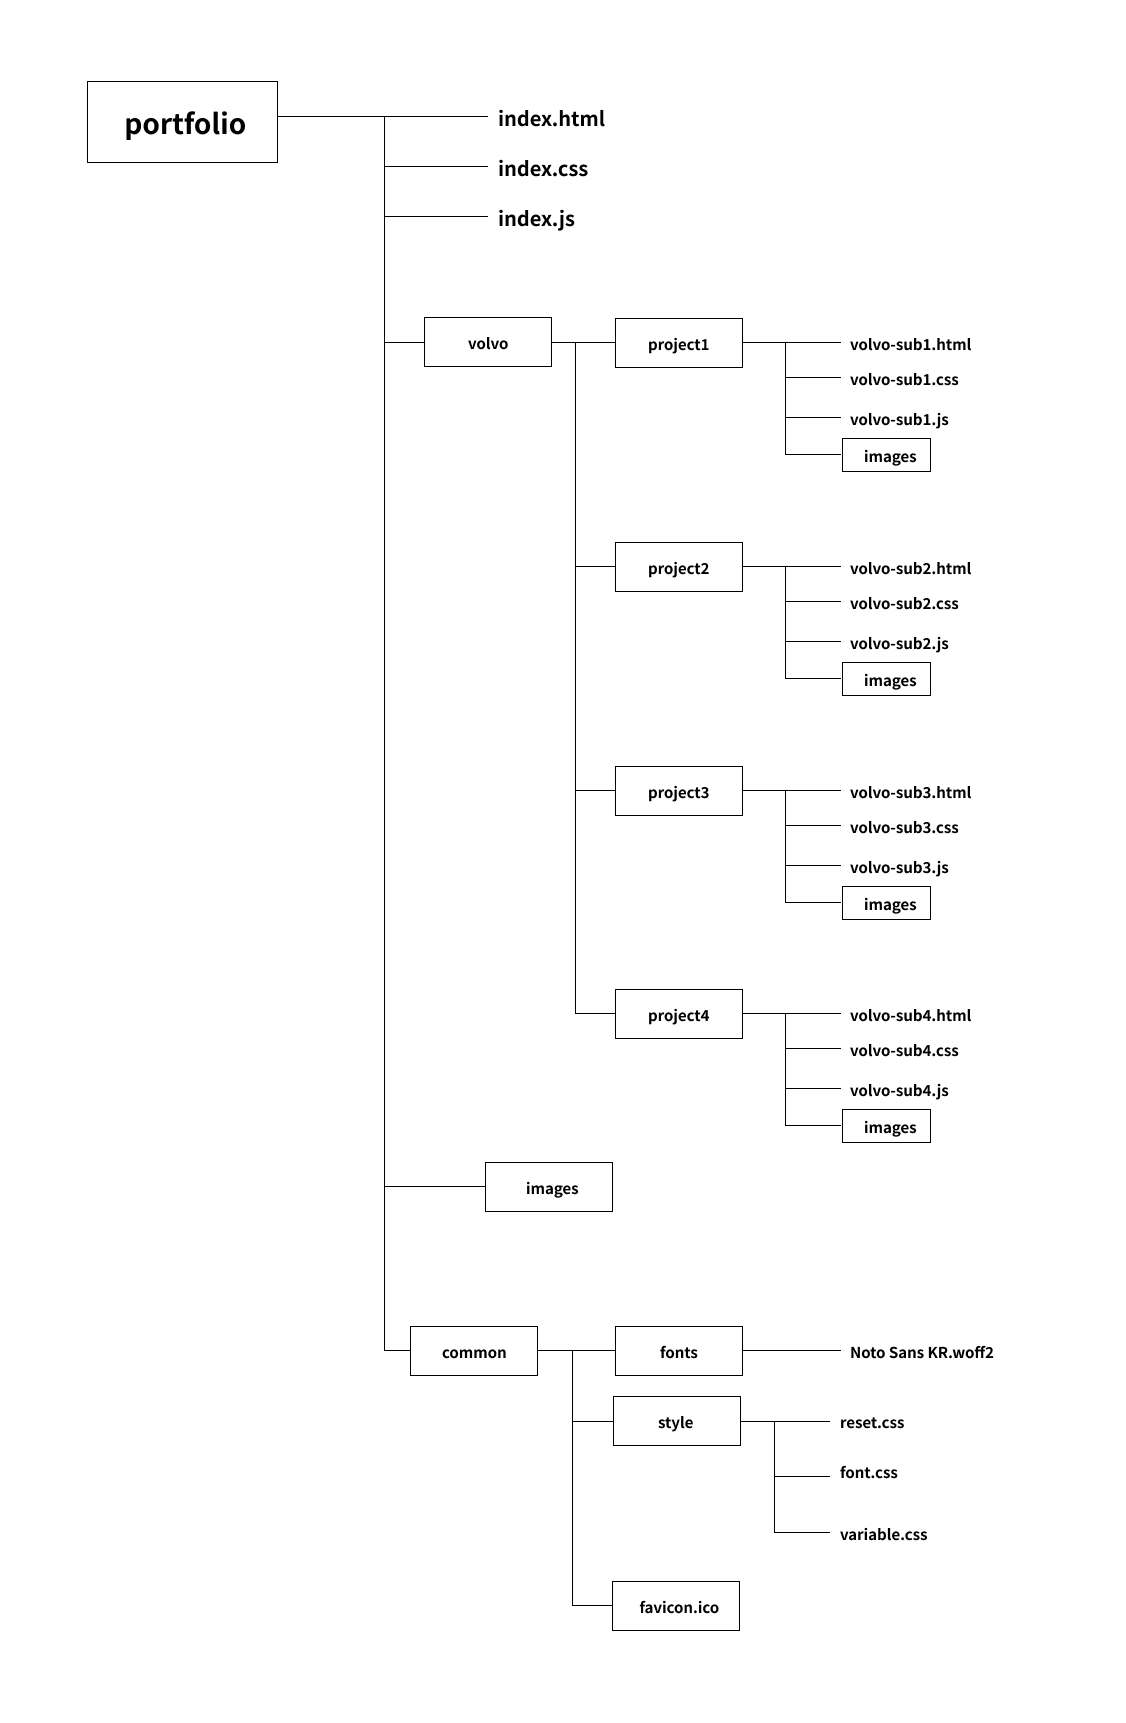 portfolio
index.html
index.css
index.js
volvo
project1
volvo-sub1.html
volvo-sub1.css
volvo-sub1.js
images
project2
volvo-sub2.html
volvo-sub2.css
volvo-sub2.js
images
project3
volvo-sub3.html
volvo-sub3.css
volvo-sub3.js
images
project4
volvo-sub4.html
volvo-sub4.css
volvo-sub4.js
images
images
common
fonts
Noto Sans KR.woff2
style
reset.css
font.css
variable.css
favicon.ico